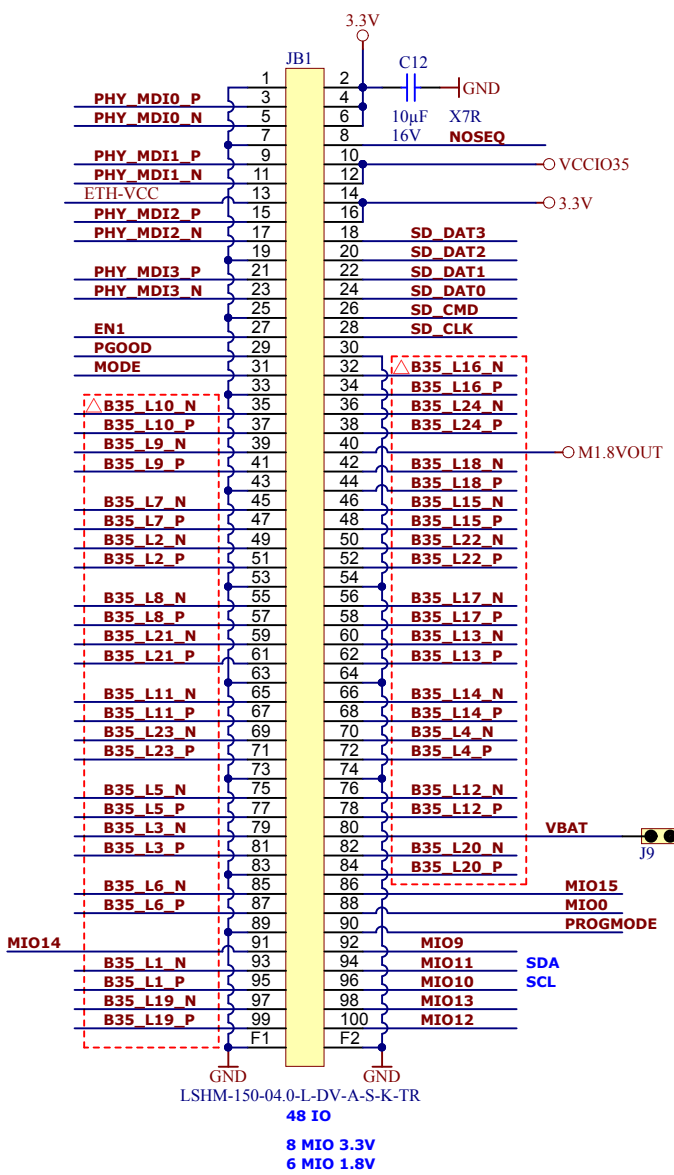 3.3V
JB1
C12
1 2 GND
PHY_MDI0_P 3 4
PHY_MDI0_N 5 6 10µF X7R
7 8 16V NOSEQ
PHY_MDI1_P 9 10 VCCIO35
PHY_MDI1_N 11 12
ETH-VCC 13 14 3.3V
PHY_MDI2_P 15 16
PHY_MDI2_N 17 18 SD_DAT3
19 20 SD_DAT2
PHY_MDI3_P 21 22 SD_DAT1
PHY_MDI3_N 23 24 SD_DAT0
25 26 SD_CMD
EN1 27 28 SD_CLK
PGOOD 29 30
MODE 31 32 B35_L16_N
33 34 B35_L16_P
B35_L10_N 35 36 B35_L24_N
B35_L10_P 37 38 B35_L24_P
B35_L9_N 39 40 M1.8VOUT
B35_L9_P 41 42 B35_L18_N
43 44 B35_L18_P
B35_L7_N 45 46 B35_L15_N
B35_L7_P 47 48 B35_L15_P
B35_L2_N 49 50 B35_L22_N
B35_L2_P 51 52 B35_L22_P
53 54
B35_L8_N 55 56 B35_L17_N
B35_L8_P 57 58 B35_L17_P
B35_L21_N 59 60 B35_L13_N
B35_L21_P 61 62 B35_L13_P
63 64
B35_L11_N 65 66 B35_L14_N
B35_L11_P 67 68 B35_L14_P
B35_L23_N 69 70 B35_L4_N
B35_L23_P 71 72 B35_L4_P
73 74
B35_L5_N 75 76 B35_L12_N
B35_L5_P 77 78 B35_L12_P
B35_L3_N 79 80 VBAT
B35_L3_P 81 82 B35_L20_N J9
83 84 B35_L20_P
B35_L6_N 85 86 MIO15
B35_L6_P 87 88 MIO0
89 90 PROGMODE
MIO14 91 92 MIO9
B35_L1_N 93 94 MIO11 SDA
B35_L1_P 95 96 MIO10 SCL
B35_L19_N 97 98 MIO13
B35_L19_P 99 100 MIO12
F1 F2
GND GND
LSHM-150-04.0-L-DV-A-S-K-TR
48 IO
8 MIO 3.3V
6 MIO 1.8V